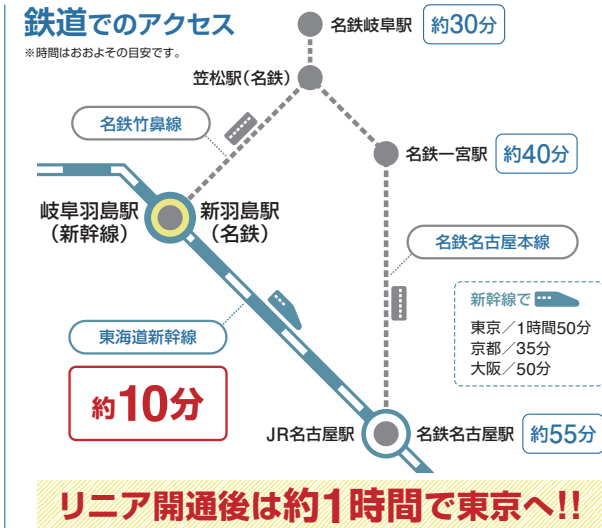 鉄道でのアクセス
※時間はおおよその目安です。
名鉄岐阜駅 約30分
笠松駅(名鉄)
名鉄竹鼻線
名鉄一宮駅 約40分
岐阜羽島駅
(新幹線)
新羽島駅
(名鉄)
名鉄名古屋本線
新幹線で
東京/1時間50分
京都/35分
大阪/50分
東海道新幹線
約10分
JR名古屋駅
名鉄名古屋駅 約55分
リニア開通後は約1時間で東京へ!!